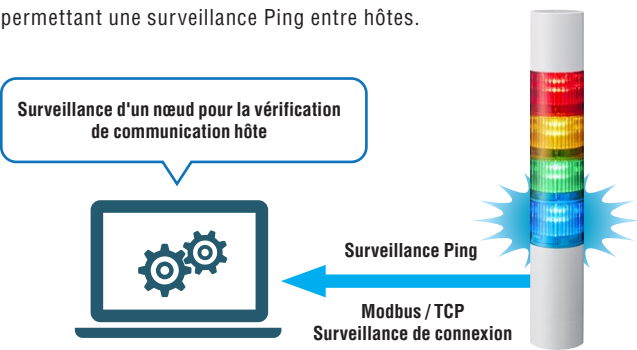 permettant une surveillance Ping entre hôtes.
Surveillance d'un nœud pour la vérification
de communication hôte
Surveillance Ping
Modbus / TCP
Surveillance de connexion